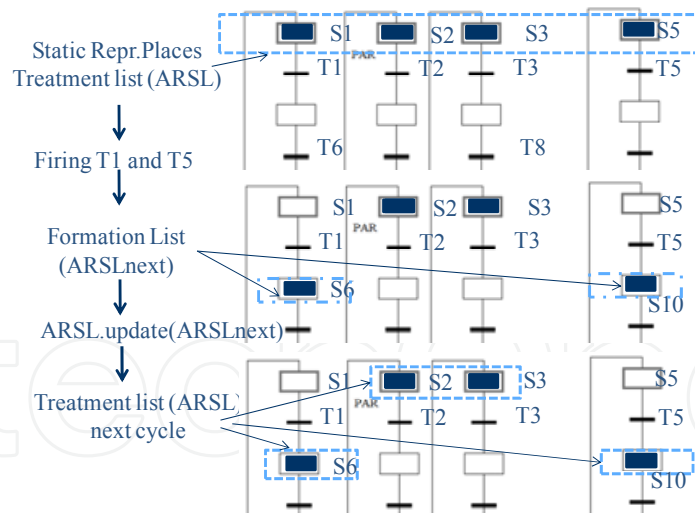 Static Repr.Places
Treatment list (ARSL)
Firing T1 and T5
Formation List
(ARSLnext)
ARSL.update(ARSLnext)
Treatment list (ARSL)
next cycle
S1 S2 S3 S5
PAR
T1 T2 T3 T5
T6 T8
S1 S2 S3 S5
PAR
T1 T2 T3 T5
S6 S10
S1 S2 S3 S5
PAR
T1 T2 T3 T5
S6 S10